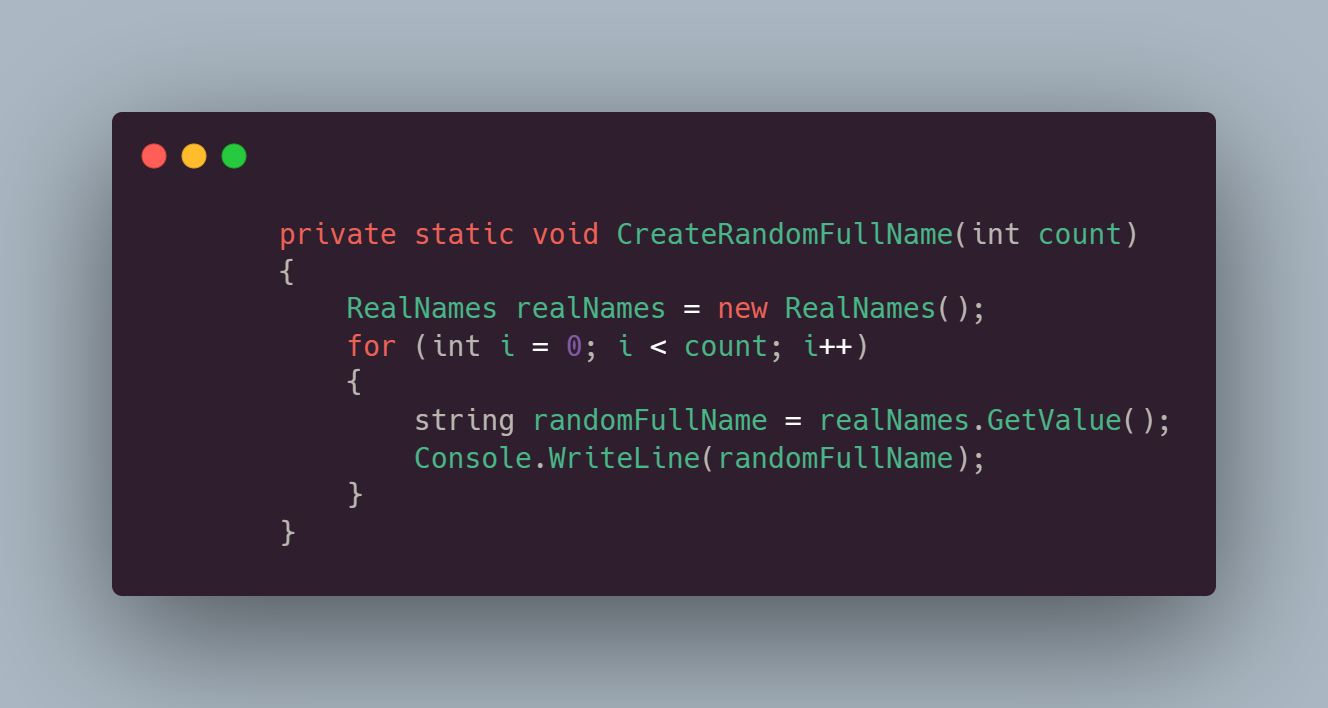 private static void CreateRandomFullName(int count)
{
    RealNames realNames = new RealNames();
    for (int i = 0; i < count; i++)
    {
        string randomFullName = realNames.GetValue();
        Console.WriteLine(randomFullName);
    }
}